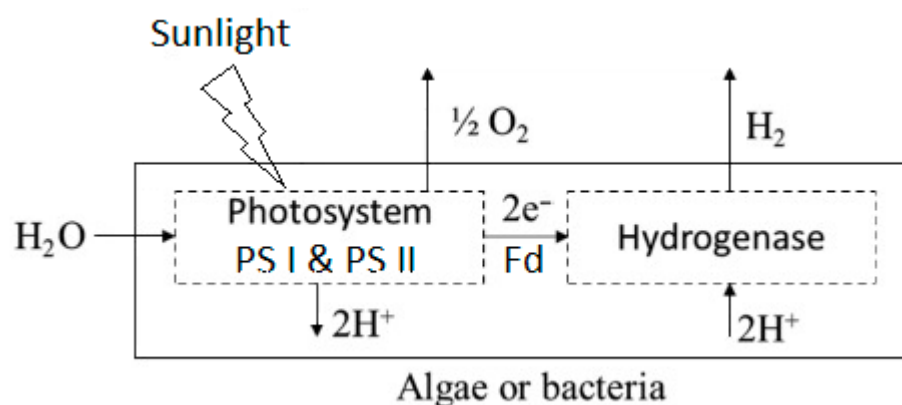 Sunlight
½ O₂
H₂
H₂O
Photosystem
PS I & PS II
2e⁻
Fd
Hydrogenase
2H⁺
2H⁺
Algae or bacteria